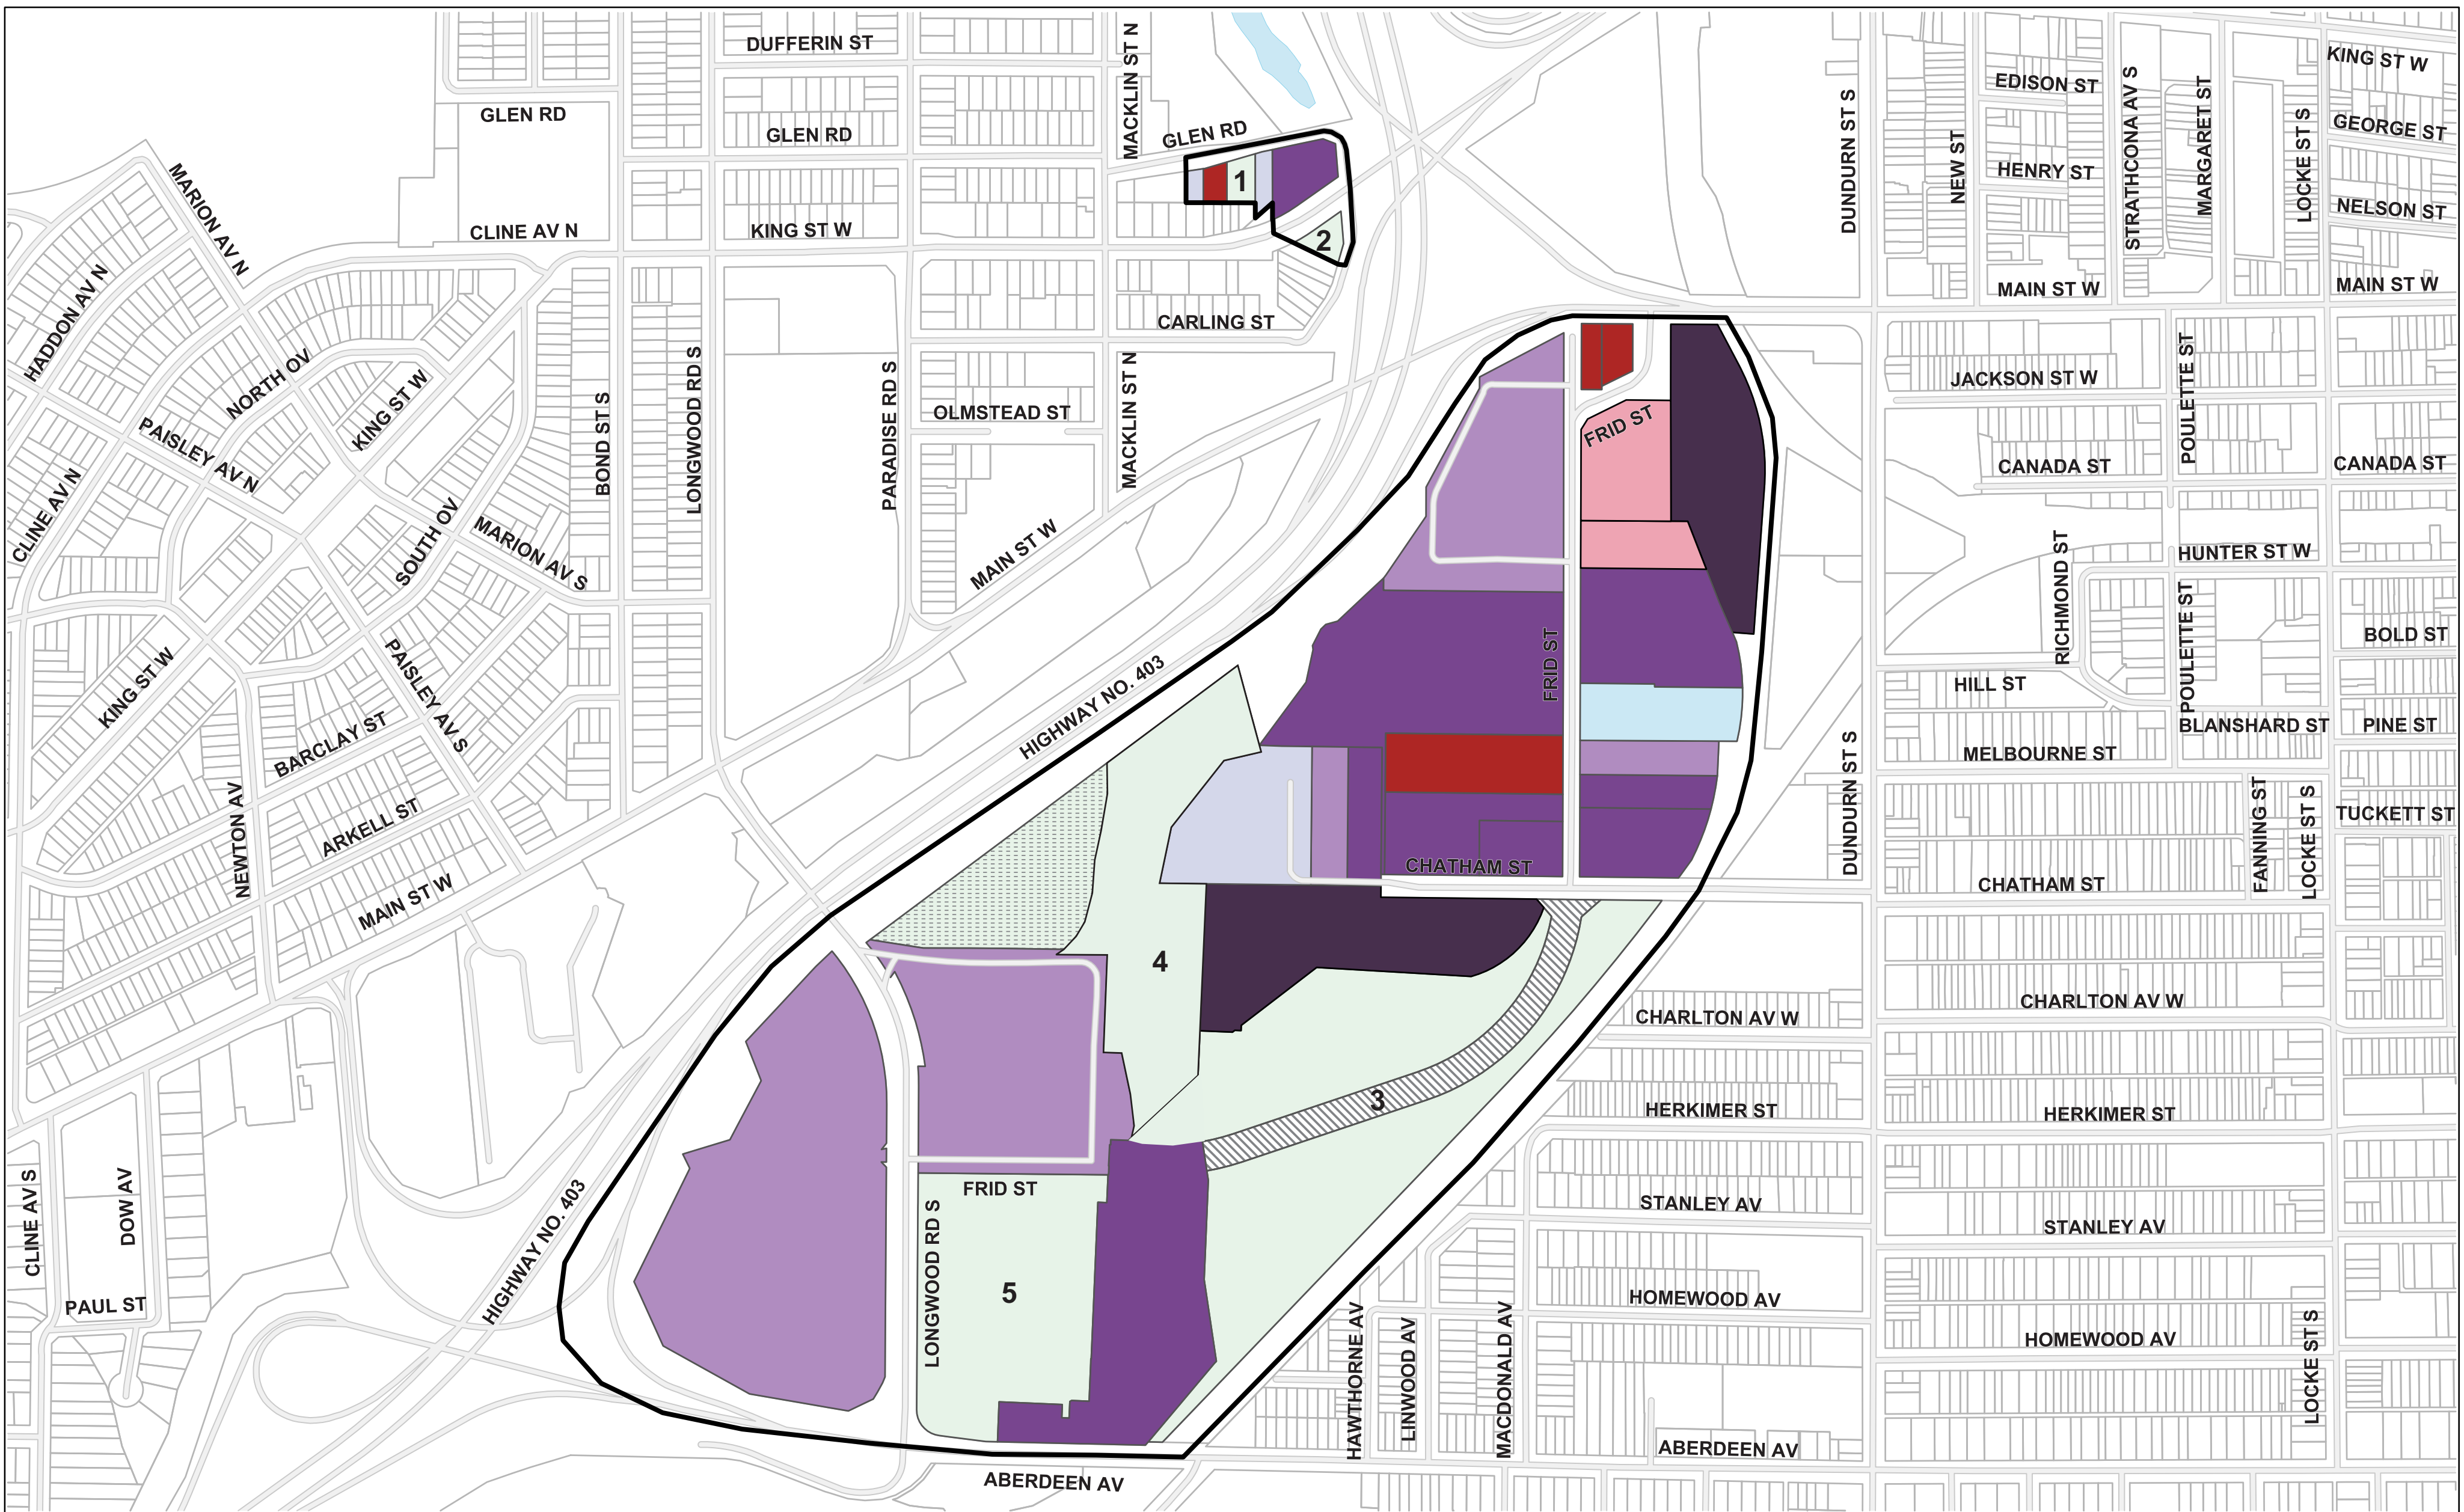 DUFFERIN ST
MACKLIN ST N
KING ST W
EDISON ST
STRATHCONA AV S
MARGARET ST
GLEN RD
GLEN RD
GLEN RD
DUNDURN ST S
NEW ST
LOCKE ST S
GEORGE ST
HENRY ST
1
MARION AV N
CLINE AV N
KING ST W
2
NELSON ST
HADDON AV N
CARLING ST
MAIN ST W
MAIN ST W
NORTH OV
KING ST W
BOND ST S
LONGWOOD RD S
PARADISE RD S
OLMSTEAD ST
MACKLIN ST N
JACKSON ST W
POULETTE ST
PAISLEY AV N
FRID ST
CANADA ST
CANADA ST
CLINE AV N
SOUTH OV
MARION AV S
MAIN ST W
HUNTER ST W
RICHMOND ST
KING ST W
PAISLEY AV S
HIGHWAY NO. 403
FRID ST
BOLD ST
HILL ST
POULETTE ST
BARCLAY ST
MELBOURNE ST
BLANSHARD ST
PINE ST
NEWTON AV
ARKELL ST
DUNDURN ST S
FANNING ST
LOCKE ST S
TUCKETT ST
MAIN ST W
CHATHAM ST
CHATHAM ST
4
CHARLTON AV W
CHARLTON AV W
3
HERKIMER ST
HERKIMER ST
CLINE AV S
DOW AV
FRID ST
STANLEY AV
STANLEY AV
HIGHWAY NO. 403
LONGWOOD RD S
5
PAUL ST
HOMEWOOD AV
HOMEWOOD AV
HAWTHORNE AV
LINWOOD AV
MACDONALD AV
LOCKE ST S
ABERDEEN AV
ABERDEEN AV